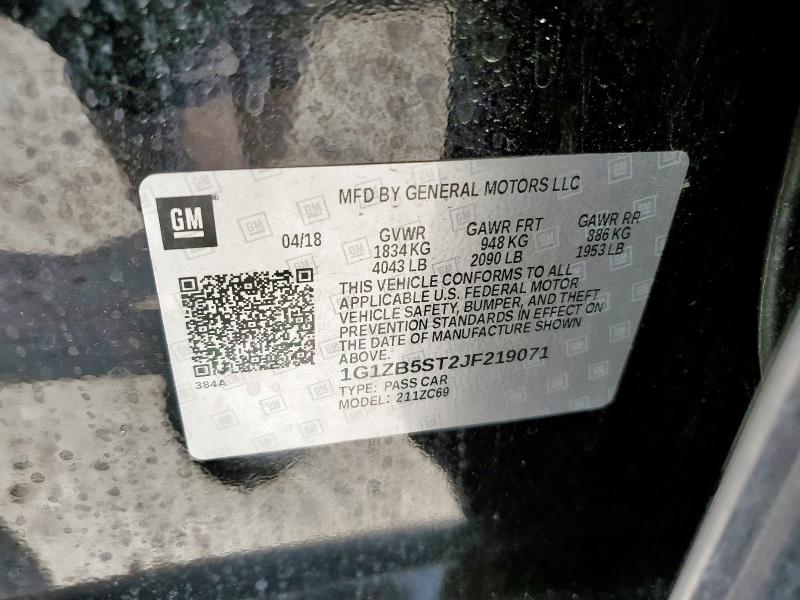 MFD BY GENERAL MOTORS LLC
GM
04/18
GVWR
1834 KG
4043 LB
GAWR FRT
948 KG
2090 LB
GAWR RR
886 KG
1953 LB
THIS VEHICLE CONFORMS TO ALL
APPLICABLE U.S. FEDERAL MOTOR
VEHICLE SAFETY, BUMPER, AND THEFT
PREVENTION STANDARDS IN EFFECT ON
THE DATE OF MANUFACTURE SHOWN
ABOVE.
384A
1G1ZB5ST2JF219071
TYPE: PASS CAR
MODEL: 211ZC69